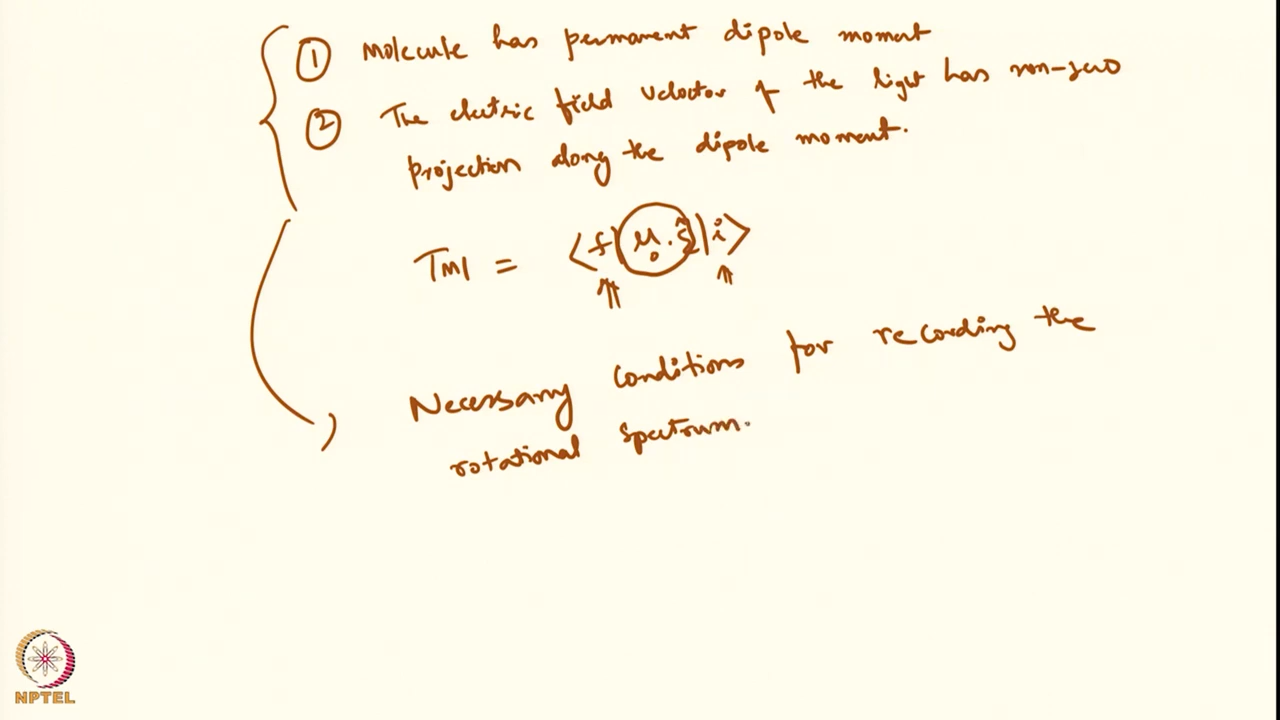 ① Molecule has permanent dipole moment
② The electric field vector of the light has non-zero
projection along the dipole moment.
TMI = <f|μ₀.ε̂|i>
Necessary conditions for recording the
rotational spectrum.
NPTEL